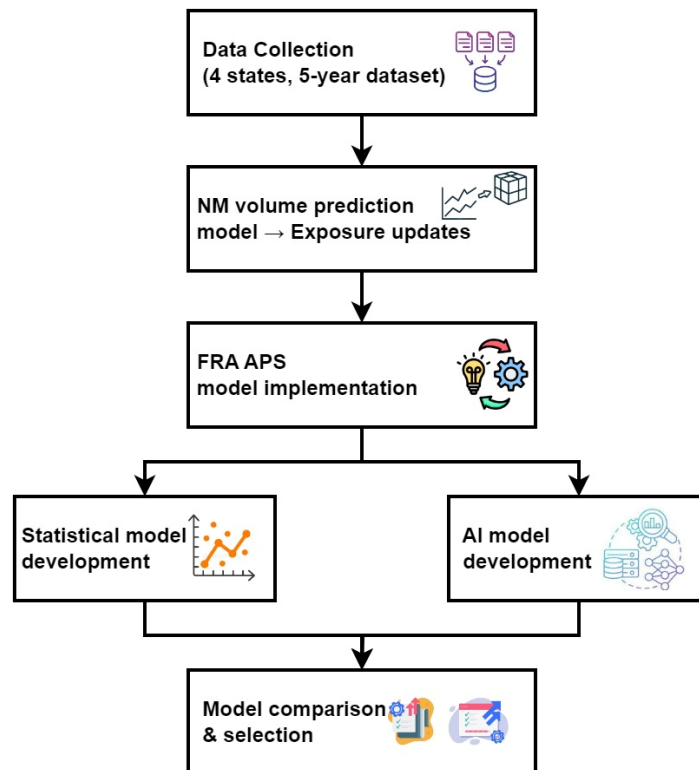 Data Collection
(4 states, 5-year dataset)
NM volume prediction
model → Exposure updates
FRA APS
model implementation
Statistical model
development
AI model
development
Model comparison
& selection